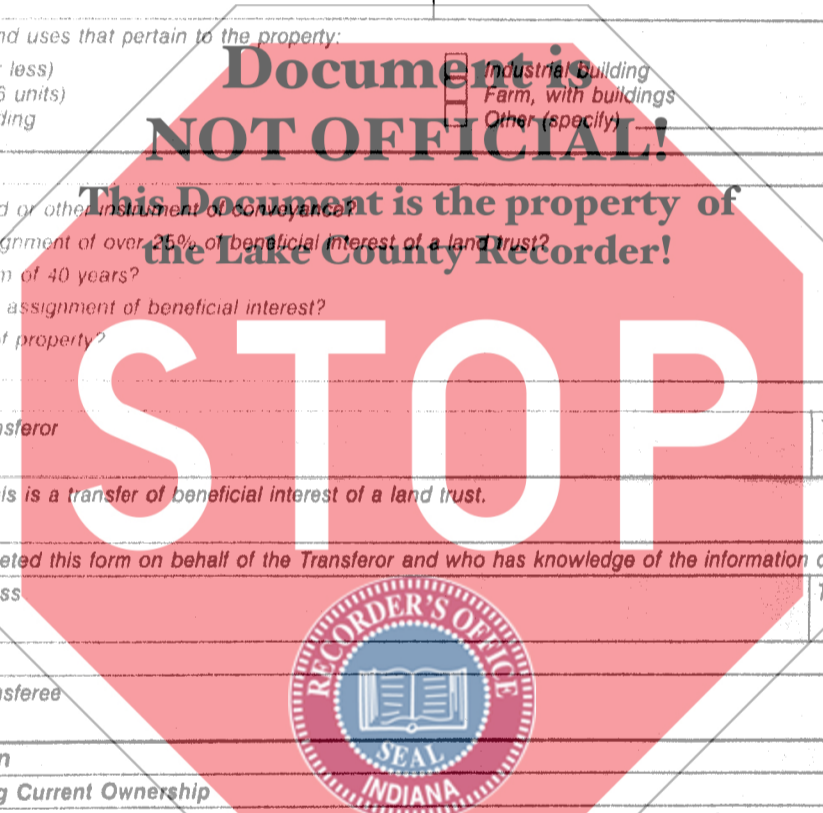 nd uses that pertain to the property:
Document is
less)
Industrial building
6 units)
Farm, with buildings
ding
Other (specify)
NOT OFFICIAL!
This Document is the property of
d or other instrument of conveyance?
gnment of over 25% of beneficial interest of a land trust?
the Lake County Recorder!
m of 40 years?
assignment of beneficial interest?
f property?
STOP
nsferor
is is a transfer of beneficial interest of a land trust.
eted this form on behalf of the Transferor and who has knowledge of the information
ss
RECORDER'S OFFICE
SEAL
INDIANA
nsferee
n
g Current Ownership